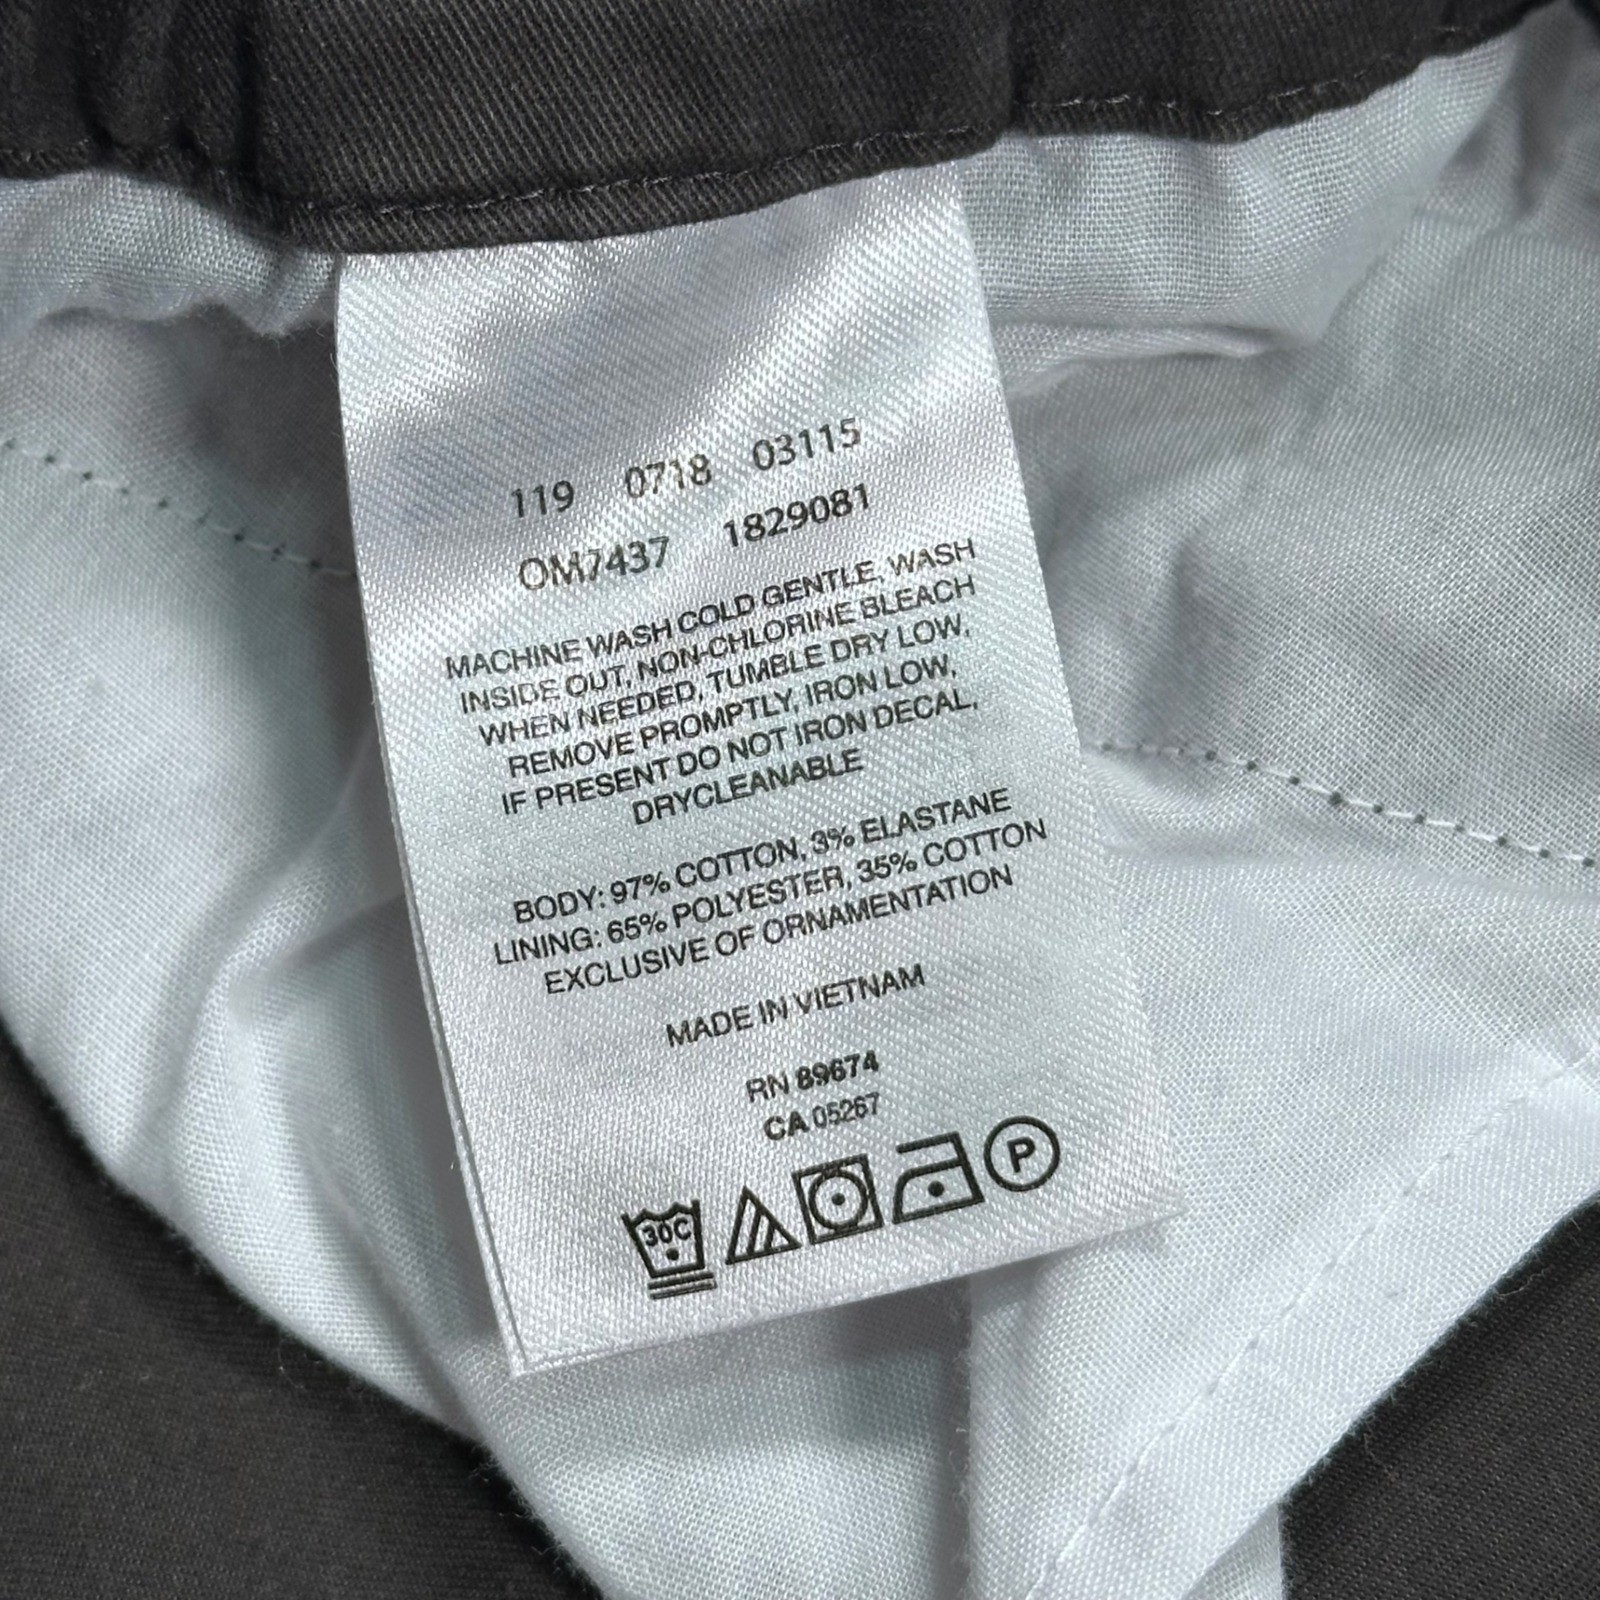 119 0718 03115
OM7437 1829081
MACHINE WASH COLD GENTLE, WASH
INSIDE OUT, NON-CHLORINE BLEACH
WHEN NEEDED, TUMBLE DRY LOW,
REMOVE PROMPTLY, IRON LOW,
IF PRESENT DO NOT IRON DECAL,
DRYCLEANABLE
BODY: 97% COTTON, 3% ELASTANE
LINING: 65% POLYESTER, 35% COTTON
EXCLUSIVE OF ORNAMENTATION
MADE IN VIETNAM
RN 89674
CA 05267
30C P